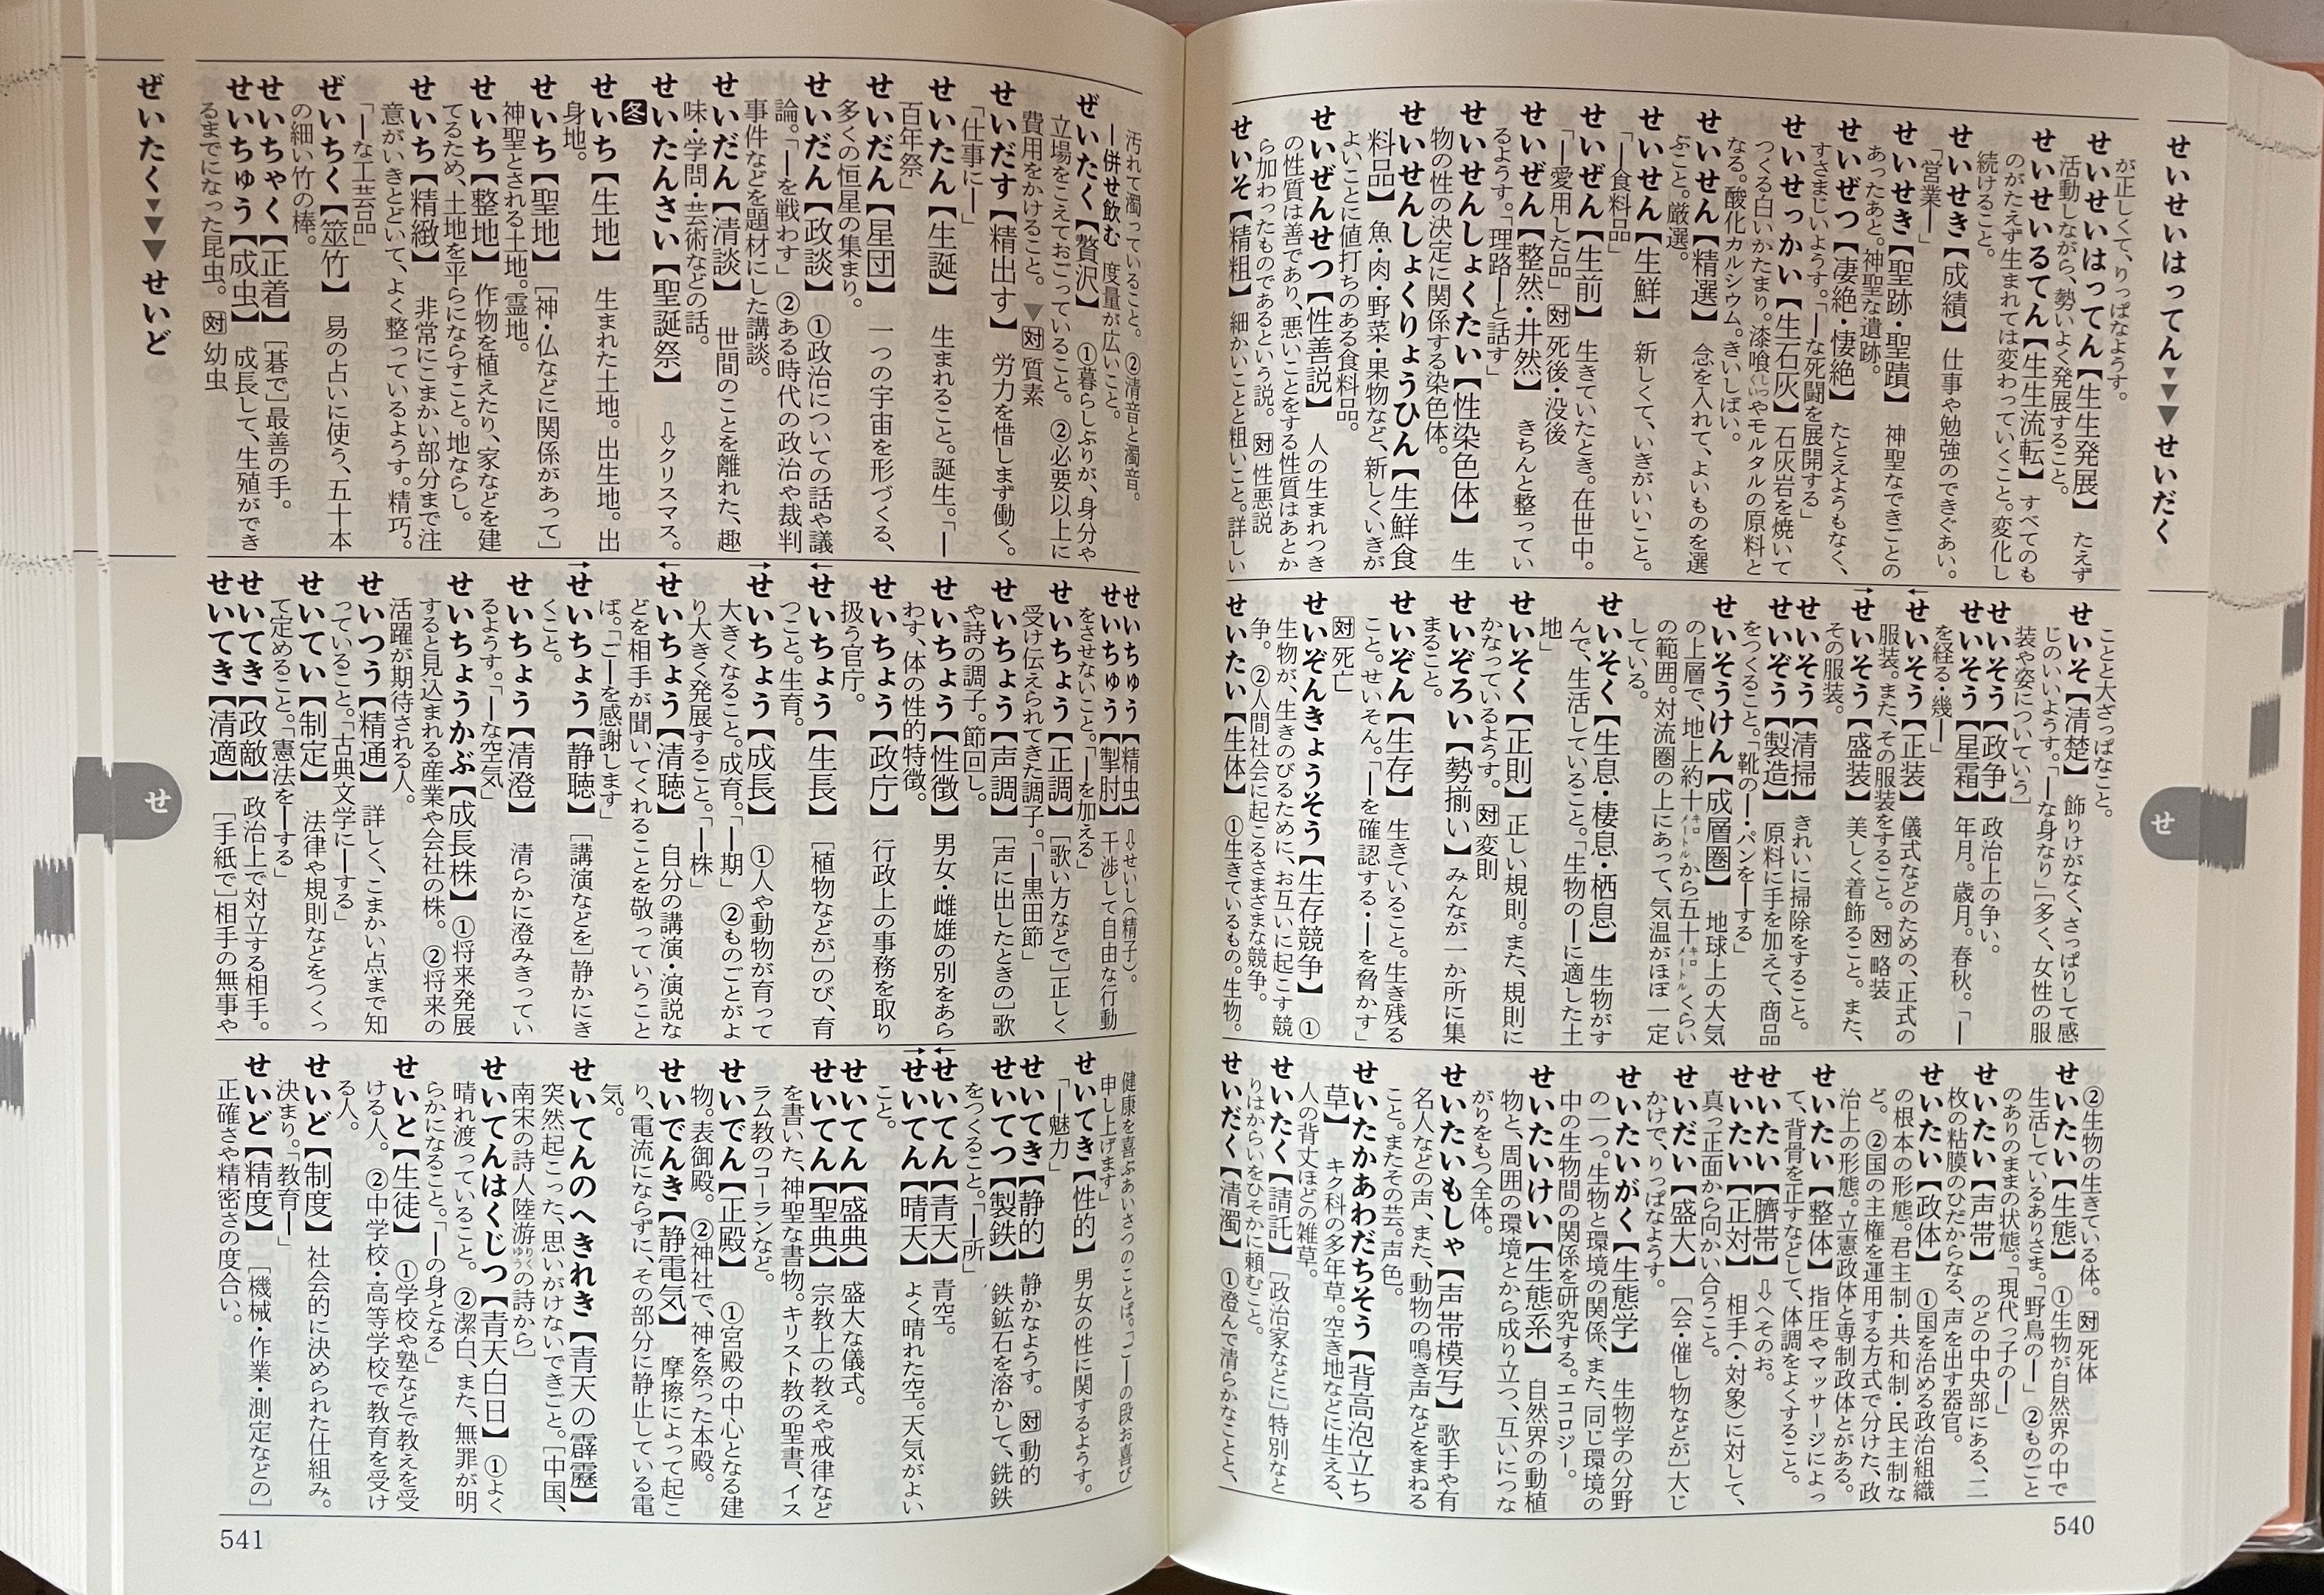 せいせいはってん▼▼▼せいだく
が正しくて、りっぱなようす。
せいせいはってん【生生発展】 たえず
活動しながら、勢いよく発展すること。
せいせいるてん【生生流転】 すべてのも
のがたえず生まれては変わっていくこと。変化し
続けること。
せいせき【成績】 仕事や勉強のできぐあい。
「営業―」
せいせき【聖跡・聖蹟】 神聖なできごとの
あったあと。神聖な遺跡。
せいぜつ【凄絶・悽絶】 たとえようもなく、
すさまじいようす。「―な死闘を展開する」
せいせっかい【生石灰】 石灰岩を焼いて
つくる白いかたまり。漆喰しっくいやモルタルの原料と
なる。酸化カルシウム。きいしばい。
せいせん【精選】 念を入れて、よいものを選
ぶこと。厳選。
せいせん【生鮮】 新しくて、いきがいいこと。
「―食料品」
せいぜん【生前】 生きていたとき。在世中。
「―愛用した品」 対 死後・没後
せいぜん【整然・井然】 きちんと整ってい
るようす。「理路―と話す」
せいせんしょくたい【性染色体】 生
物の性の決定に関係する染色体。
せいせんしょくりょうひん【生鮮食
料品】 魚・肉・野菜・果物など、新しくいきが
よいことに値打ちのある食料品。
せいぜんせつ【性善説】 人の生まれつき
の性質は善であり、悪いことをする性質はあとか
ら加わったものであるという説。 対 性悪説
せいそ【精粗】 細かいことと粗いこと。詳しい
ことと大ざっぱなこと。
せいそ【清楚】 飾りけがなく、さっぱりして感
じのいいようす。「―な身なり」[多く、女性の服
装や姿についていう]
せいそう【政争】 政治上の争い。
せいそう【星霜】 年月。歳月。春秋。「―
を経る・幾―」
せいそう【正装】 儀式などのための、正式の
服装。また、その服装をすること。 対 略装
せいそう【盛装】 美しく着飾ること。また、
その服装。
せいそう【清掃】 きれいに掃除をすること。
せいぞう【製造】 原料に手を加えて、商品
をつくること。「靴の―・パンを―する」
せいそうけん【成層圏】 地球上の大気
の上層で、地上約十キロメートルから五十キロメートルくらい
の範囲。対流圏の上にあって、気温がほぼ一定
している。
せいそく【生息・棲息・栖息】 生物がす
んで、生活していること。「生物の―に適した土
地」
せいそく【正則】 正しい規則。また、規則に
かなっているようす。 対 変則
せいぞろい【勢揃い】 みんなが一か所に集
まること。
せいぞん【生存】 生きていること。生き残る
こと。せいそん。「―を確認する・―を脅かす」
対 死亡
せいぞんきょうそう【生存競争】 ①
生物が、生きのびるために、お互いに起こす競
争。 ②人間社会に起こるさまざまな競争。
せいたい【生体】 ①生きているもの。生物。
②生物の生きている体。 対 死体
せいたい【生態】 ①生物が自然界の中で
生活しているありさま。「野鳥の―」 ②ものごと
のありのままの状態。「現代っ子の―」
せいたい【声帯】 のどの中央部にある、二
枚の粘膜のひだからなる、声を出す器官。
せいたい【政体】 ①国を治める政治組織
の根本の形態。君主制・共和制・民主制な
ど。 ②国の主権を運用する方式で分けた、政
治上の形態。立憲政体と専制政体とがある。
せいたい【整体】 指圧やマッサージによっ
て、背骨を正すなどして、体調をよくすること。
せいたい【臍帯】 ⇨へそのお。
せいたい【正対】 相手(・対象)に対して、
真っ正面から向かい合うこと。
せいだい【盛大】 [会・催し物などが]大じ
かけで、りっぱなようす。
せいたいがく【生態学】 生物学の分野
の一つ。生物と環境の関係、また、同じ環境の
中の生物間の関係を研究する。エコロジー。
せいたいけい【生態系】 自然界の動植
物と、周囲の環境とから成り立つ、互いにつな
がりをもつ全体。
せいたいもしゃ【声帯模写】 歌手や有
名人などの声、また、動物の鳴き声などをまねる
こと。またその芸。声色。
せいたかあわだちそう【背高泡立ち
草】 キク科の多年草。空き地などに生える、
人の背丈ほどの雑草。
せいたく【請託】 [政治家などに]特別なと
りはからいをひそかに頼むこと。
せいだく【清濁】 ①澄んで清らかなことと、
せ
540
ぜいたく▼▼▼せいど
汚れて濁っていること。 ②清音と濁音。
―併せ飲む 度量が広いこと。
ぜいたく【贅沢】 ①暮らしぶりが、身分や
立場をこえておごっていること。 ②必要以上に
費用をかけること。 ▼対 質素
せいだす【精出す】 労力を惜しまず働く。
「仕事に―」
せいたん【生誕】 生まれること。誕生。「―
百年祭」
せいだん【星団】 一つの宇宙を形づくる、
多くの恒星の集まり。
せいだん【政談】 ①政治についての話や議
論。「―を戦わす」 ②ある時代の政治や裁判
事件などを題材にした講談。
せいだん【清談】 世間のことを離れた、趣
味・学問・芸術などの話。
せいたんさい【聖誕祭】 ⇨クリスマス。
冬
せいち【生地】 生まれた土地。出生地。出
身地。
せいち【聖地】 [神・仏などに関係があって]
神聖とされる土地。霊地。
せいち【整地】 作物を植えたり、家などを建
てるため、土地を平らにならすこと。地ならし。
せいち【精緻】 非常にこまかい部分まで注
意がいきとどいて、よく整っているようす。精巧。
「―な工芸品」
ぜいちく【筮竹】 易の占いに使う、五十本
の細い竹の棒。
せいちゃく【正着】 [碁で]最善の手。
せいちゅう【成虫】 成長して、生殖ができ
るまでになった昆虫。 対 幼虫
せいちゅう【精虫】 ⇨せいし(精子)。
せいちゅう【掣肘】 干渉して自由な行動
をさせないこと。「―を加える」
せいちょう【正調】 [歌い方などで]正しく
受け伝えられてきた調子。「―黒田節」
せいちょう【声調】 [声に出したときの]歌
や詩の調子。節回し。
せいちょう【性徴】 男女・雌雄の別をあら
わす、体の性的特徴。
せいちょう【政庁】 行政上の事務を取り
扱う官庁。
せいちょう【生長】 [植物などが]のび、育
つこと。生育。
せいちょう【成長】 ①人や動物が育って
大きくなること。成育。「―期」 ②ものごとがよ
り大きく発展すること。「―株」
せいちょう【清聴】 自分の講演・演説な
どを相手が聞いてくれることを敬っていうこと
ば。「ご―を感謝します」
せいちょう【静聴】 [講演などを]静かにき
くこと。
せいちょう【清澄】 清らかに澄みきってい
るようす。「―な空気」
せいちょうかぶ【成長株】 ①将来発展
すると見込まれる産業や会社の株。 ②将来の
活躍が期待される人。
せいつう【精通】 詳しく、こまかい点まで知
っていること。「古典文学に―する」
せいてい【制定】 法律や規則などをつくっ
て定めること。「憲法を―する」
せいてき【政敵】 政治上で対立する相手。
せいてき【清適】 [手紙で]相手の無事や
健康を喜ぶあいさつのことば。「ご―の段お喜び
申し上げます」
せいてき【性的】 男女の性に関するようす。
「―魅力」
せいてき【静的】 静かなようす。 対 動的
せいてつ【製鉄】 鉄鉱石を溶かして、銑鉄
をつくること。「―所」
せいてん【青天】 青空。
せいてん【晴天】 よく晴れた空。天気がよい
こと。
せいてん【盛典】 盛大な儀式。
せいてん【聖典】 宗教上の教えや戒律など
を書いた、神聖な書物。キリスト教の聖書、イス
ラム教のコーランなど。
せいでん【正殿】 ①宮殿の中心となる建
物。表御殿。 ②神社で、神を祭った本殿。
せいでんき【静電気】 摩擦によって起こ
り、電流にならずに、その部分に静止している電
気。
せいてんのへきれき【青天の霹靂】
突然起こった、思いがけないできごと。[中国、
南宋の詩人陸游りくゆうの詩から]
せいてんはくじつ【青天白日】 ①よく
晴れ渡っていること。 ②潔白、また、無罪が明
らかになること。「―の身となる」
せいと【生徒】 ①学校や塾などで教えを受
ける人。 ②中学校・高等学校で教育を受け
る人。
せいど【制度】 社会的に決められた仕組み。
決まり。「教育―」
せいど【精度】 [機械・作業・測定などの]
正確さや精密さの度合い。
せ
541